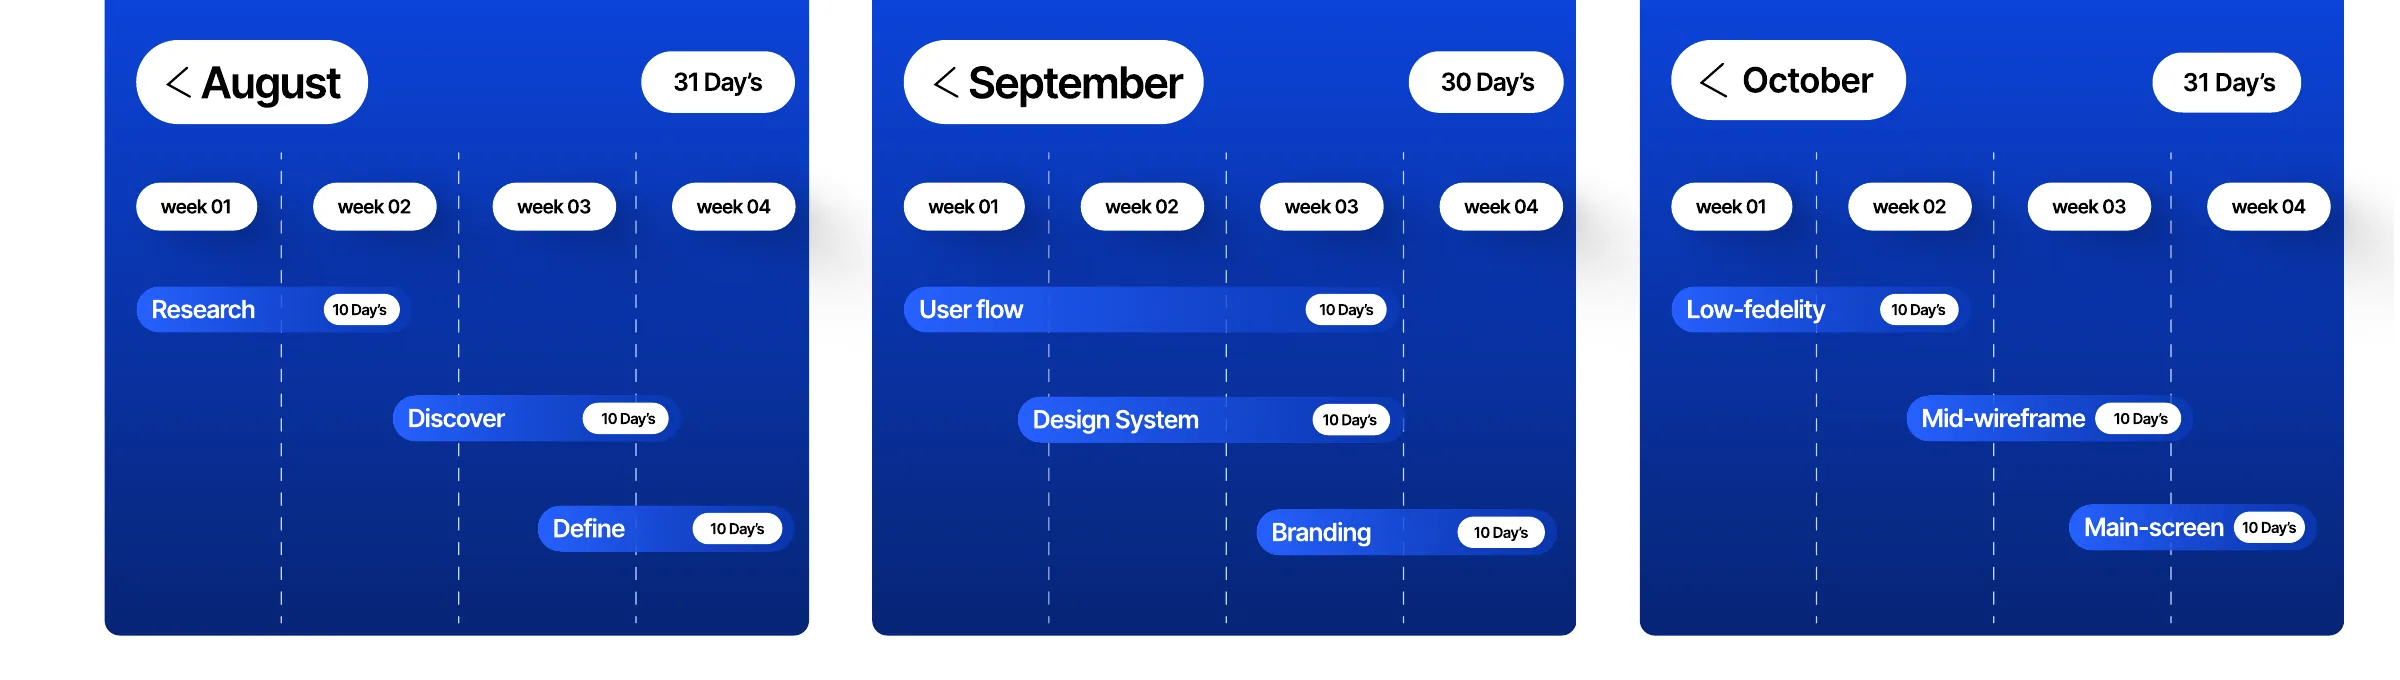 August
31 Day's
week 01
week 02
week 03
week 04
Research
10 Day's
Discover
10 Day's
Define
10 Day's
September
30 Day's
week 01
week 02
week 03
week 04
User flow
10 Day's
Design System
10 Day's
Branding
10 Day's
October
31 Day's
week 01
week 02
week 03
week 04
Low-fedelity
10 Day's
Mid-wireframe
10 Day's
Main-screen
10 Day's